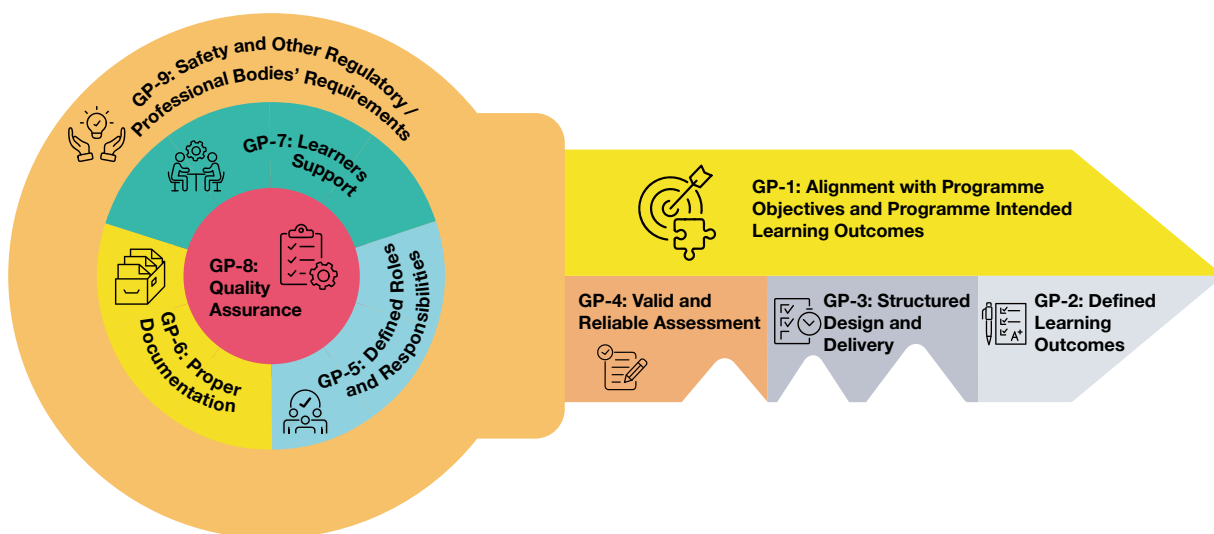 GP-9: Safety and Other Regulatory /
Professional Bodies’ Requirements
GP-7: Learners
Support
GP-8:
Quality
Assurance
GP-6: Proper
Documentation
GP-5: Defined Roles
and Responsibilities
GP-1: Alignment with Programme
Objectives and Programme Intended
Learning Outcomes
GP-4: Valid and
Reliable Assessment
GP-3: Structured
Design and
Delivery
GP-2: Defined
Learning
Outcomes
A+